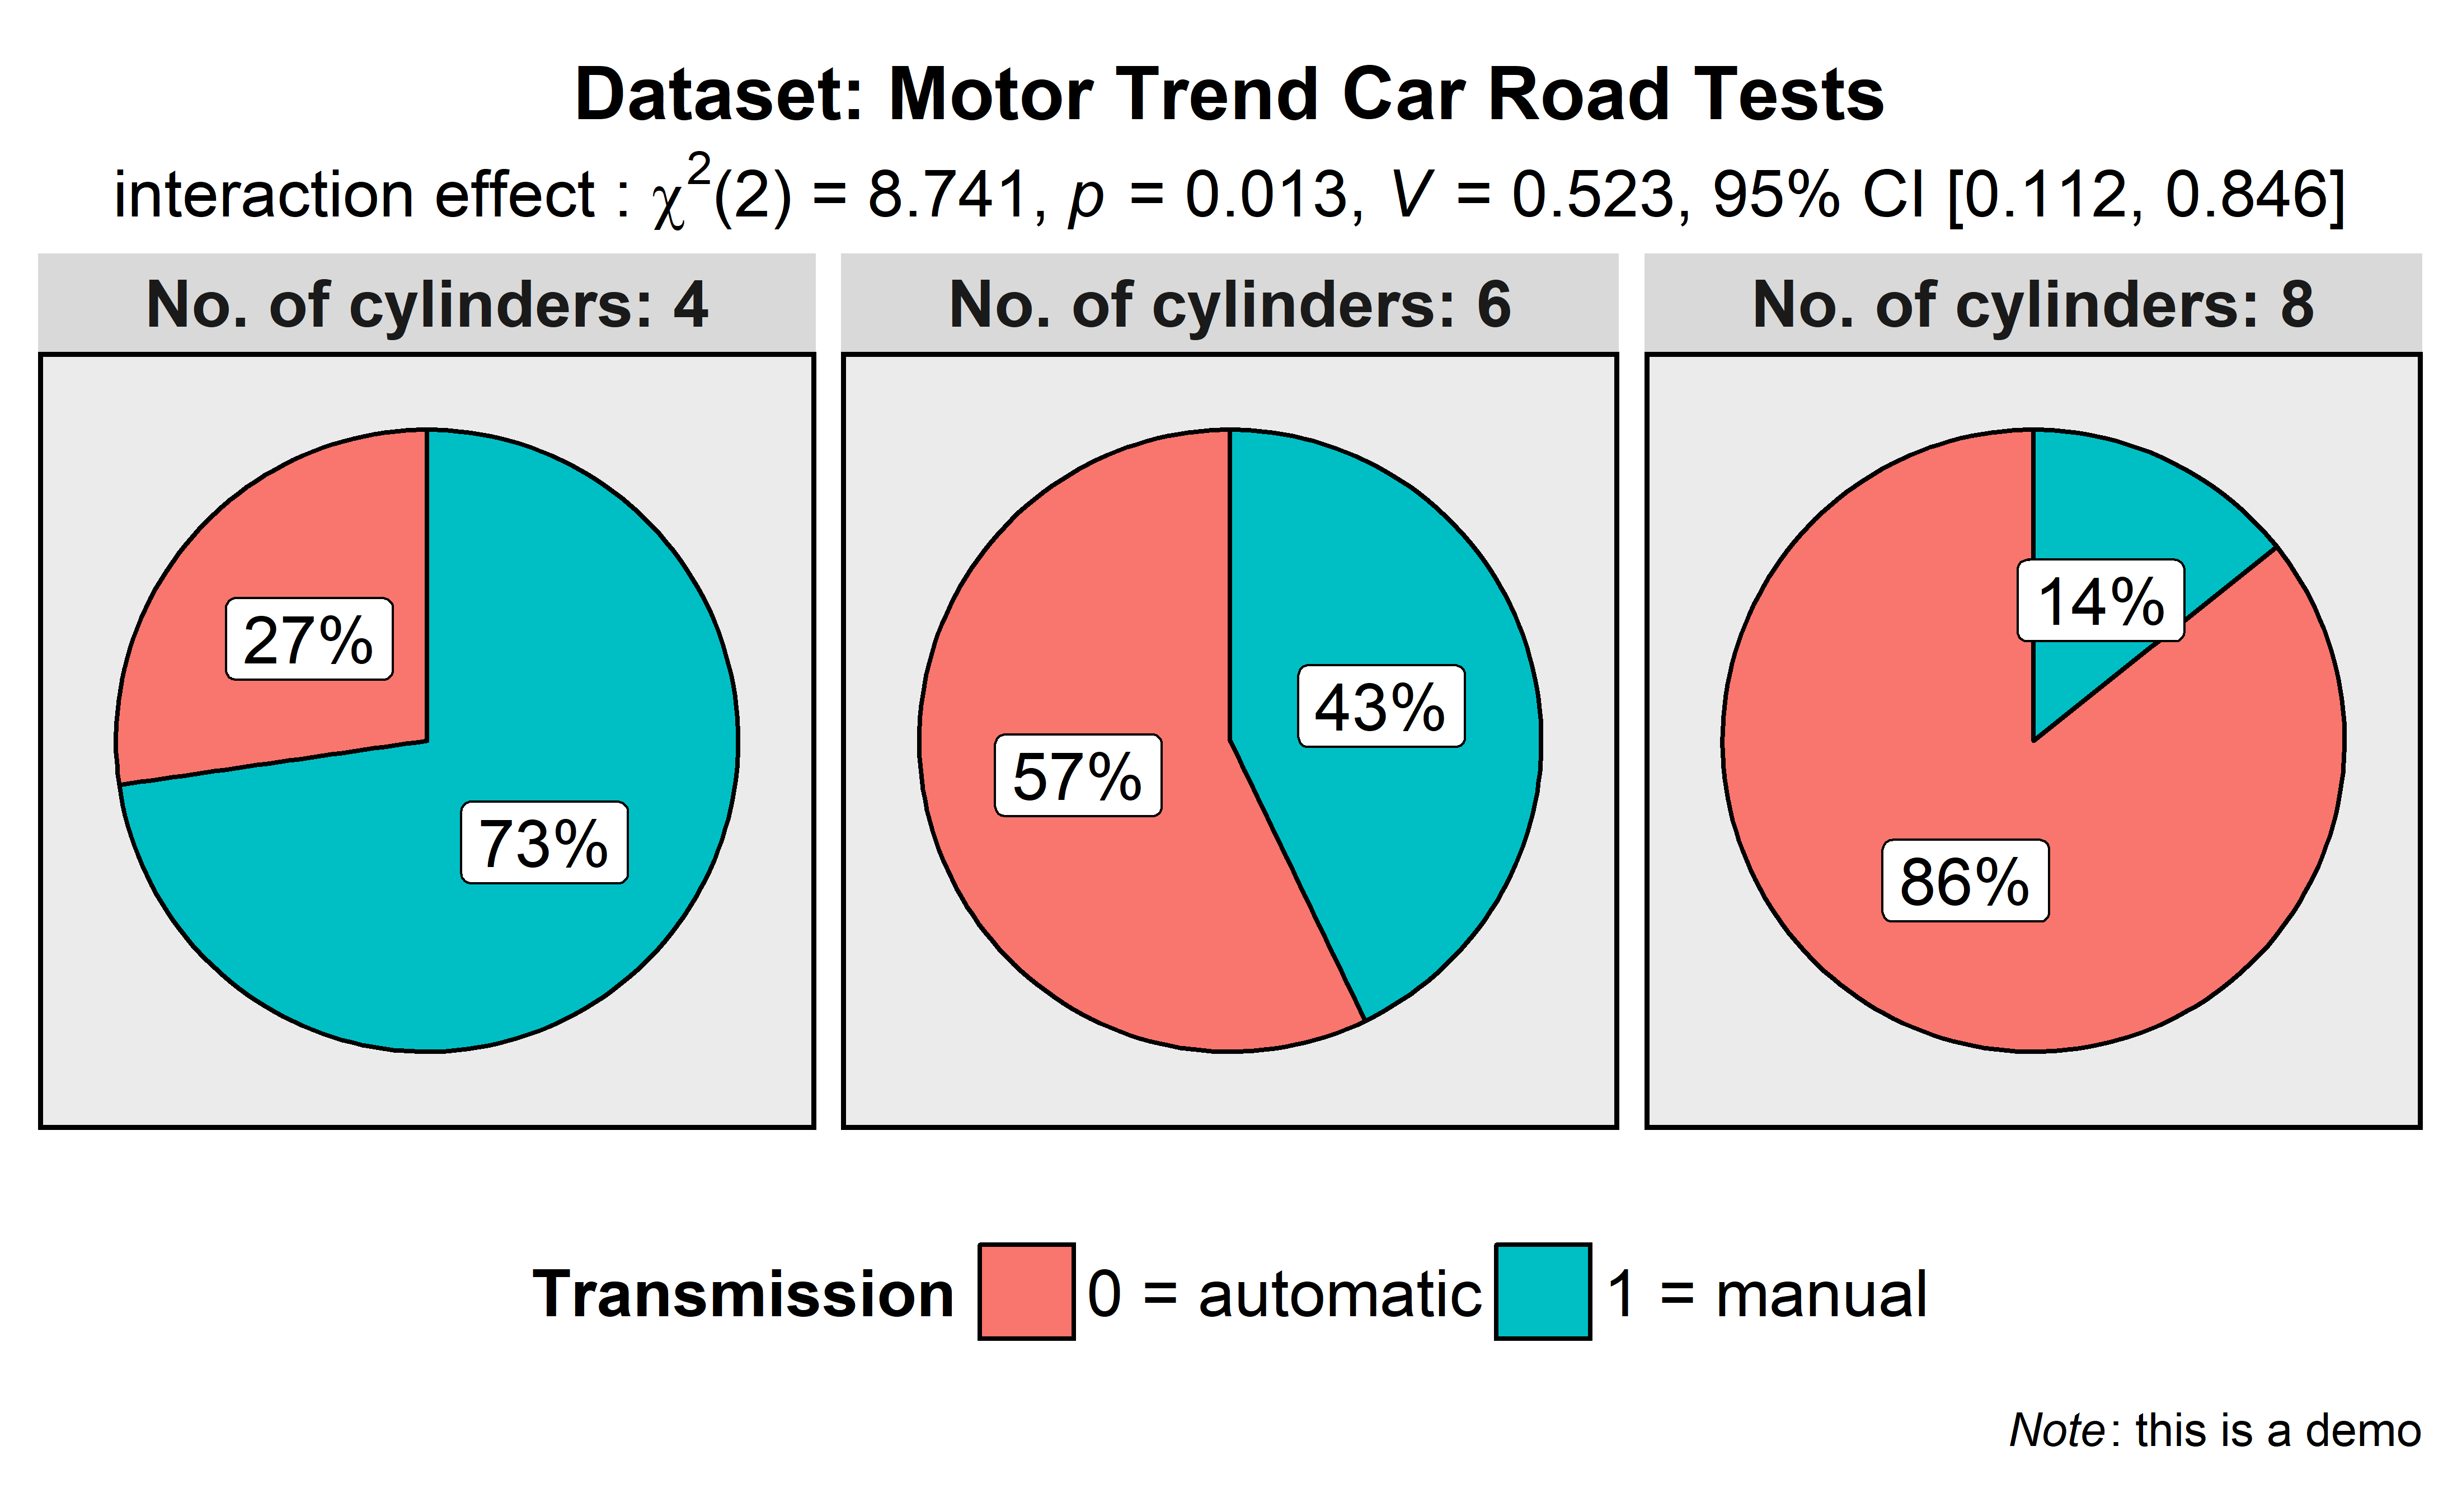 Dataset: Motor Trend Car Road Tests
interaction effect : χ²(2) = 8.741, p = 0.013, V = 0.523, 95% CI [0.112, 0.846]
No. of cylinders: 4
No. of cylinders: 6
No. of cylinders: 8
27%
73%
43%
57%
14%
86%
Transmission 0 = automatic 1 = manual
Note: this is a demo